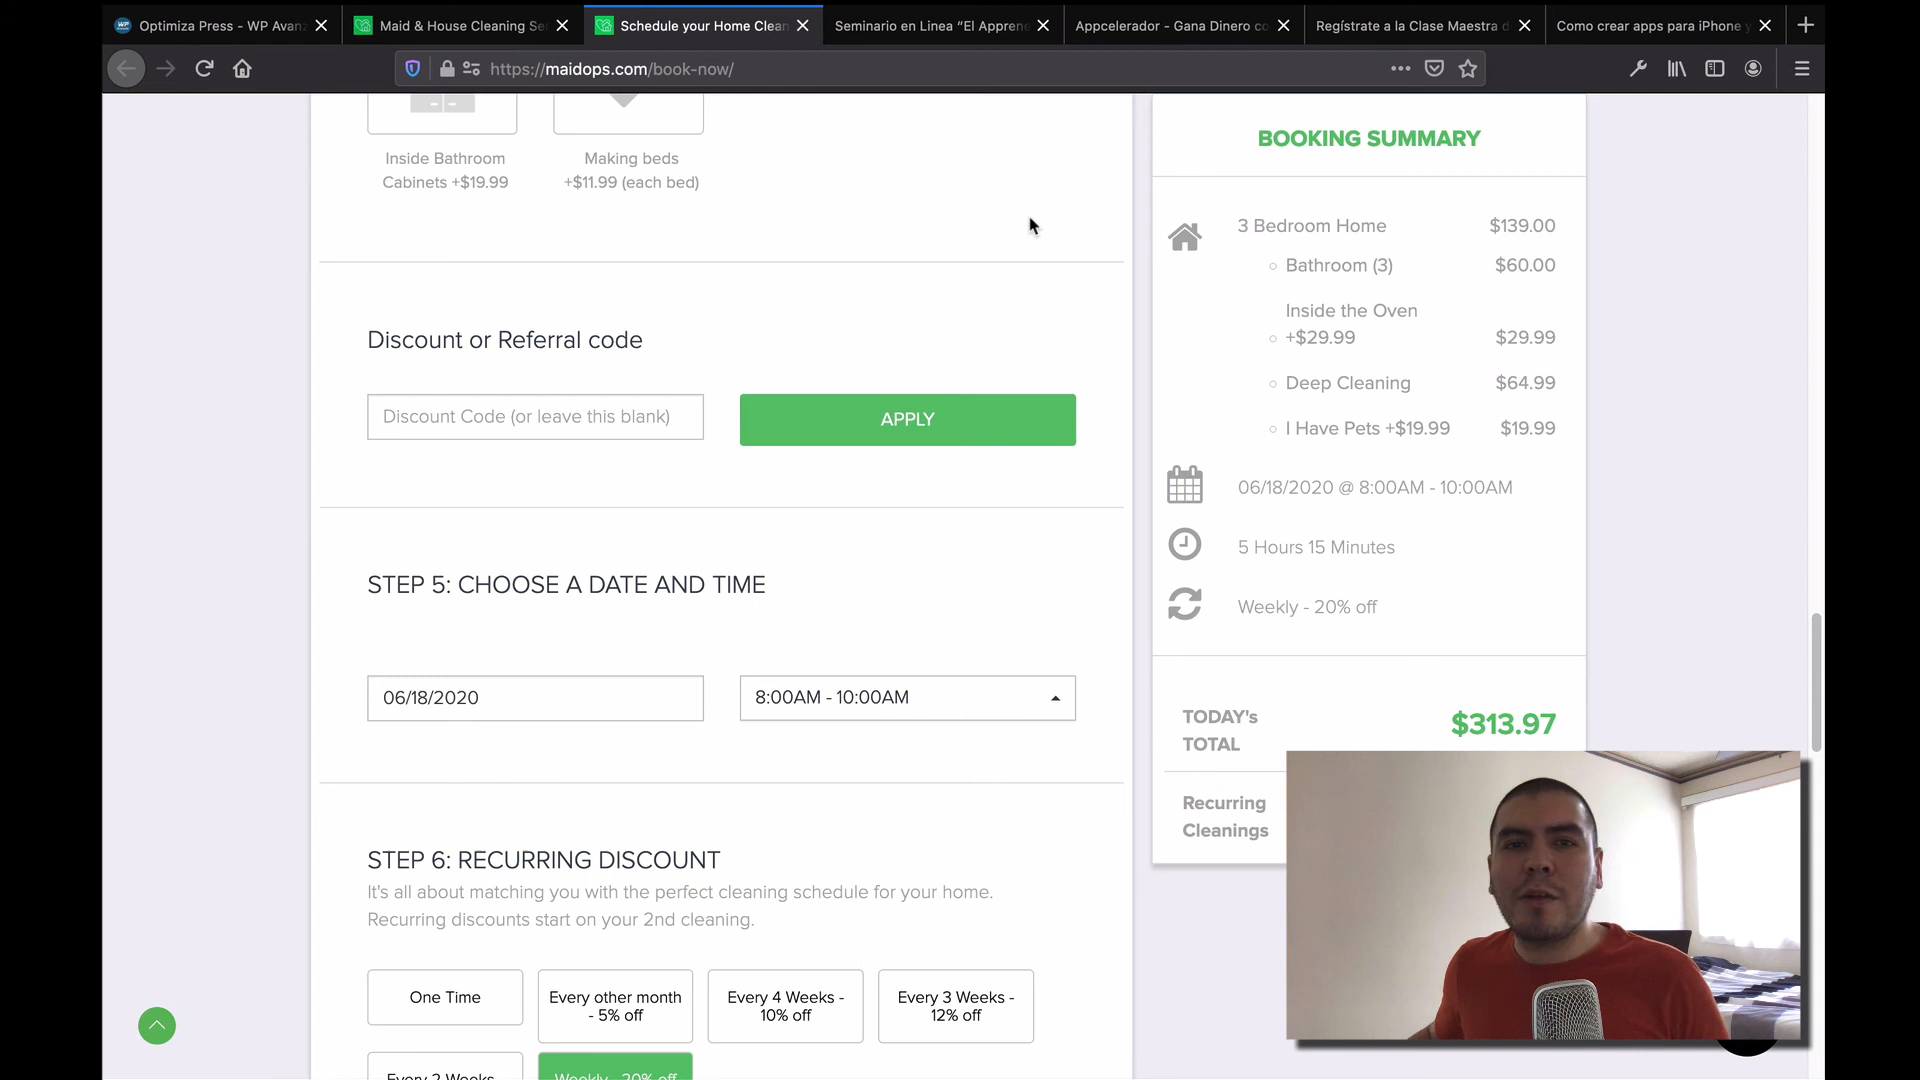 Optimiza Press - WP Avanz
Maid & House Cleaning Se
Schedule your Home Clean
Seminario en Linea “El Apprene
Appcelerador - Gana Dinero co
Regístrate a la Clase Maestra d
Como crear apps para iPhone y
https://maidops.com/book-now/
Inside Bathroom
Cabinets +$19.99
Making beds
+$11.99 (each bed)
Discount or Referral code
Discount Code (or leave this blank)
APPLY
STEP 5: CHOOSE A DATE AND TIME
06/18/2020
8:00AM - 10:00AM
STEP 6: RECURRING DISCOUNT
It's all about matching you with the perfect cleaning schedule for your home.
Recurring discounts start on your 2nd cleaning.
One Time
Every other month
- 5% off
Every 4 Weeks -
10% off
Every 3 Weeks -
12% off
Every 2 Weeks
Weekly - 20% off
BOOKING SUMMARY
3 Bedroom Home $139.00
Bathroom (3) $60.00
Inside the Oven
+$29.99 $29.99
Deep Cleaning $64.99
I Have Pets +$19.99 $19.99
06/18/2020 @ 8:00AM - 10:00AM
5 Hours 15 Minutes
Weekly - 20% off
TODAY's
TOTAL
$313.97
Recurring
Cleanings